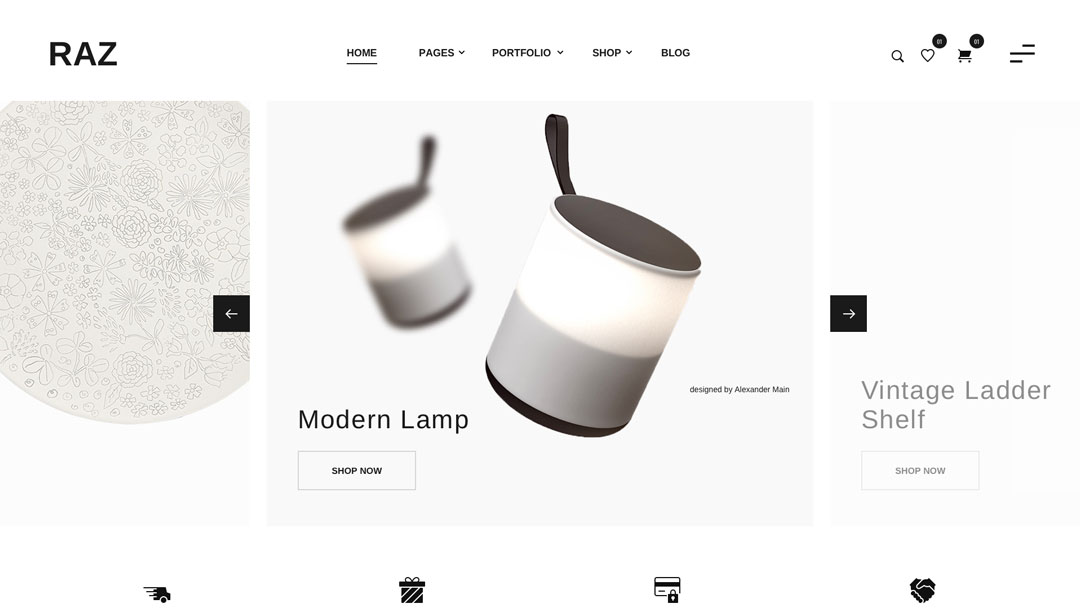 RAZ
HOME
PAGES
PORTFOLIO
SHOP
BLOG
01
01
designed by Alexander Main
Modern Lamp
SHOP NOW
Vintage Ladder
Shelf
SHOP NOW